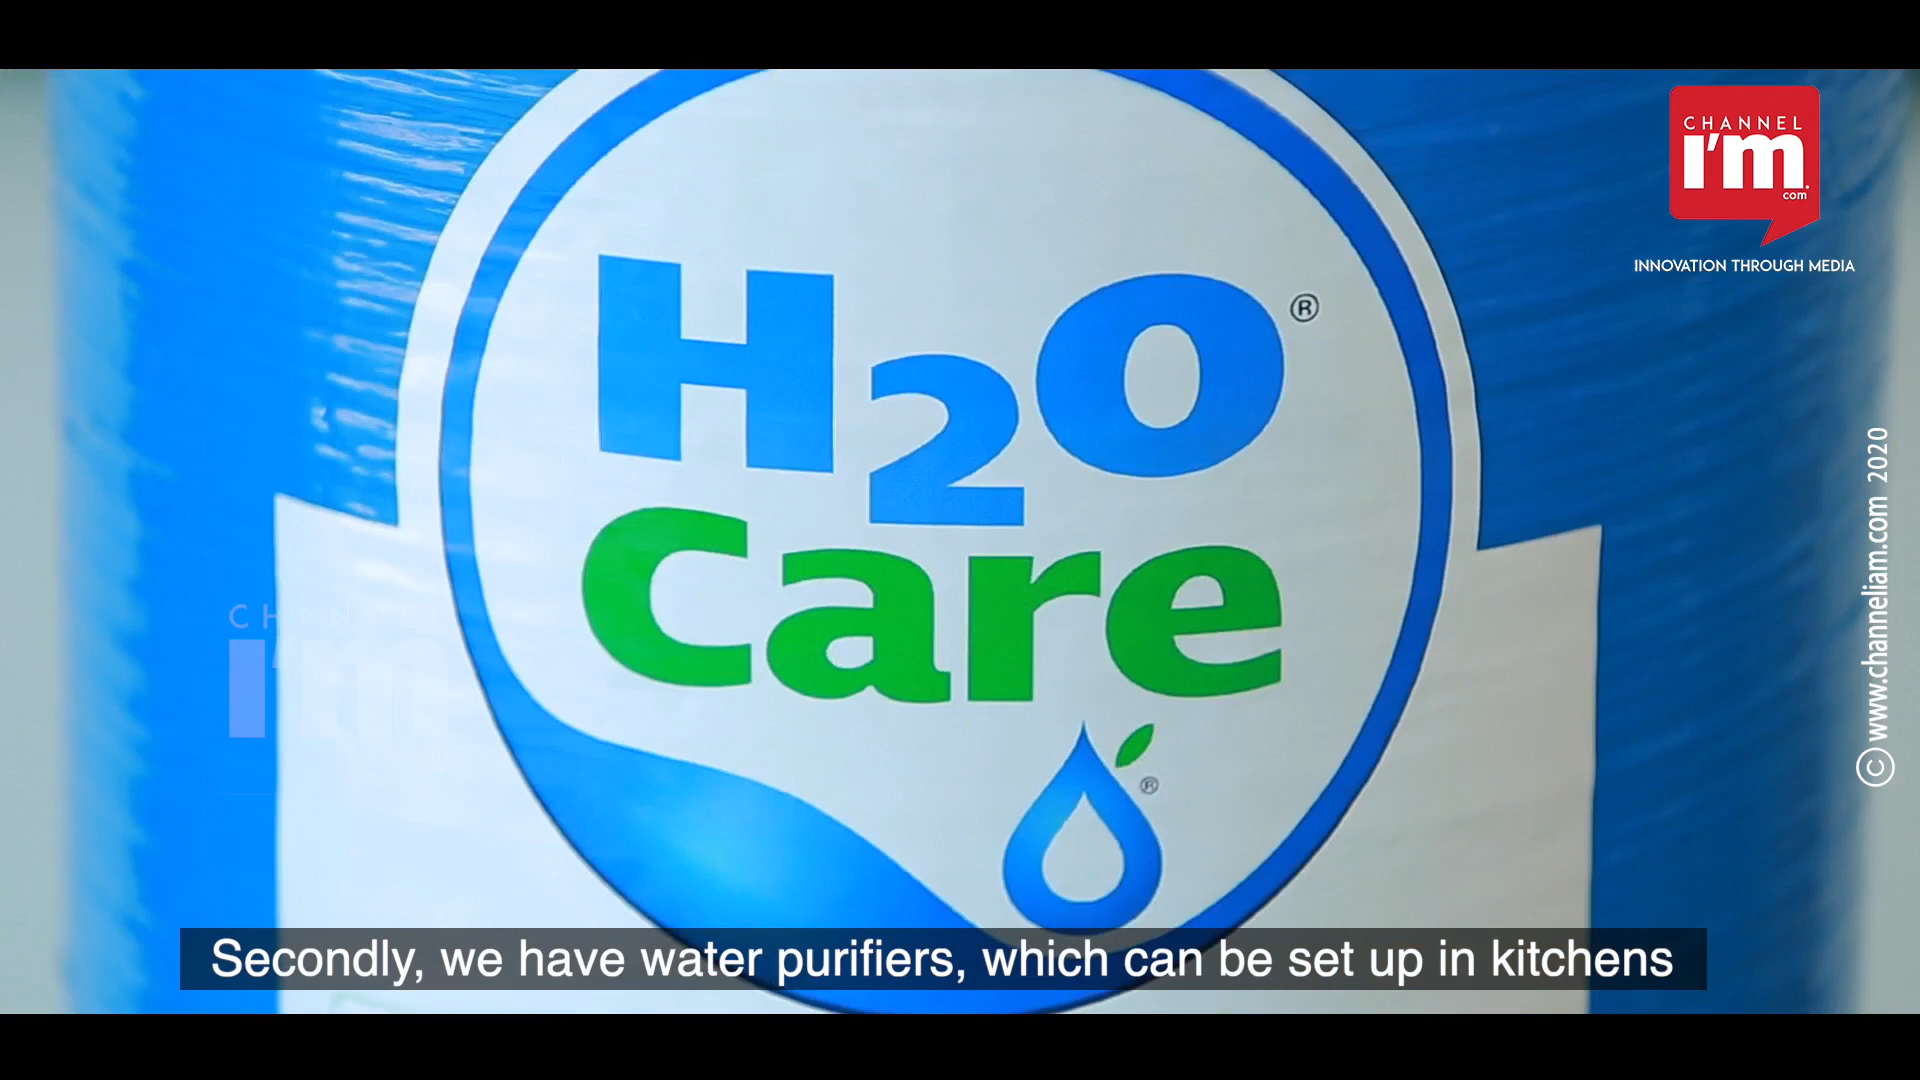 CHANNEL
I'm
.com
INNOVATION THROUGH MEDIA
H2O ®
Care
®
CHANNEL
I'm
© www.channeliam.com 2020
Secondly, we have water purifiers, which can be set up in kitchens